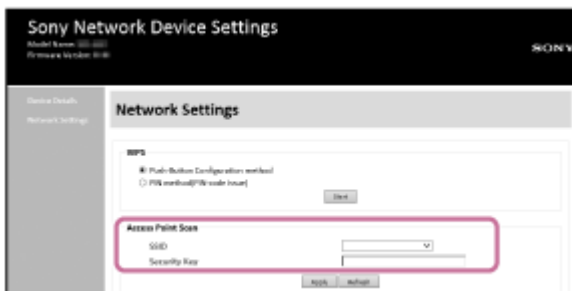 Sony Network Device Settings
Model Name:
Firmware Version:
SONY
Device Details
Network Settings
Network Settings
WPS
Push-Button Configuration method
PIN method(PIN code issue)
Start
Access Point Scan
SSID
Security Key
Apply
Refresh